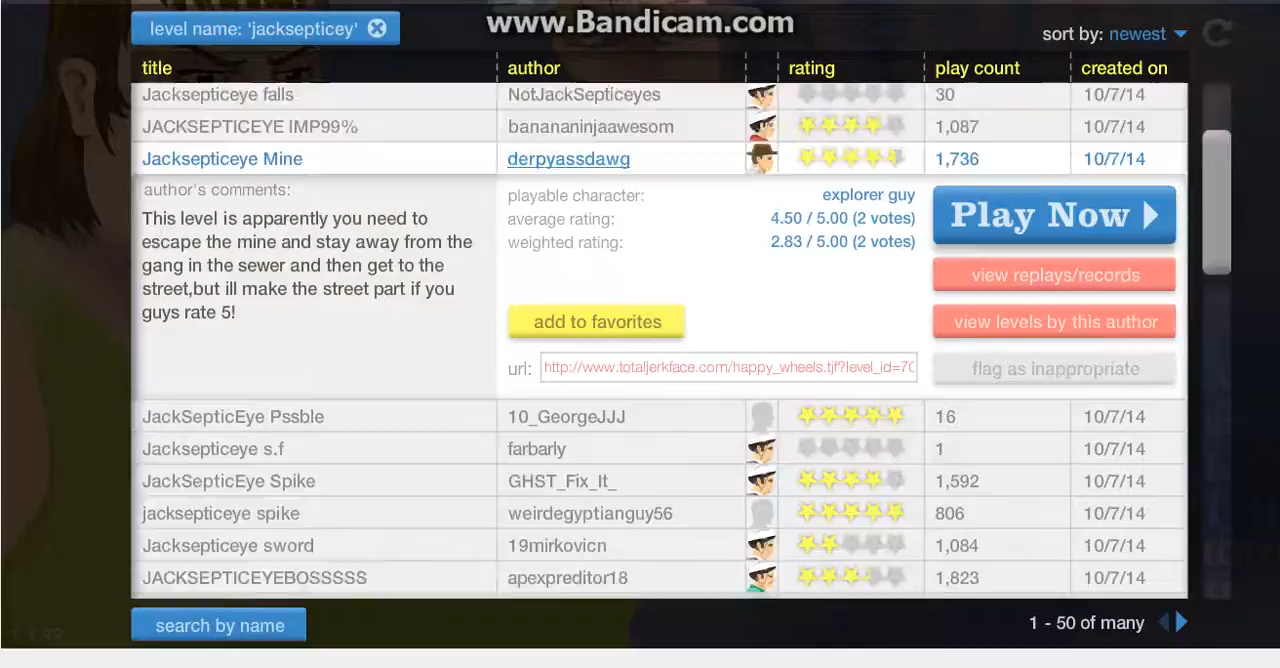 www.Bandicam.com
level name: 'jacksepticey'
sort by: newest
title author rating play count created on
Jacksepticeye falls NotJackSepticeyes 30 10/7/14
JACKSEPTICEYE IMP99% banananinjaawesom 1,087 10/7/14
Jacksepticeye Mine derpyassdawg 1,736 10/7/14
author's comments:
This level is apparently you need to
escape the mine and stay away from the
gang in the sewer and then get to the
street,but ill make the street part if you
guys rate 5!
playable character: explorer guy
average rating: 4.50 / 5.00 (2 votes)
weighted rating: 2.83 / 5.00 (2 votes)
add to favorites
url: http://www.totaljerkface.com/happy_wheels.tjf?level_id=70
Play Now
view replays/records
view levels by this author
flag as inappropriate
JackSepticEye Pssble 10_GeorgeJJJ 16 10/7/14
Jacksepticeye s.f farbarly 1 10/7/14
JackSepticEye Spike GHST_Fix_It_ 1,592 10/7/14
jacksepticeye spike weirdegyptianguy56 806 10/7/14
Jacksepticeye sword 19mirkovicn 1,084 10/7/14
JACKSEPTICEYEBOSSSSS apexpreditor18 1,823 10/7/14
search by name
1 - 50 of many